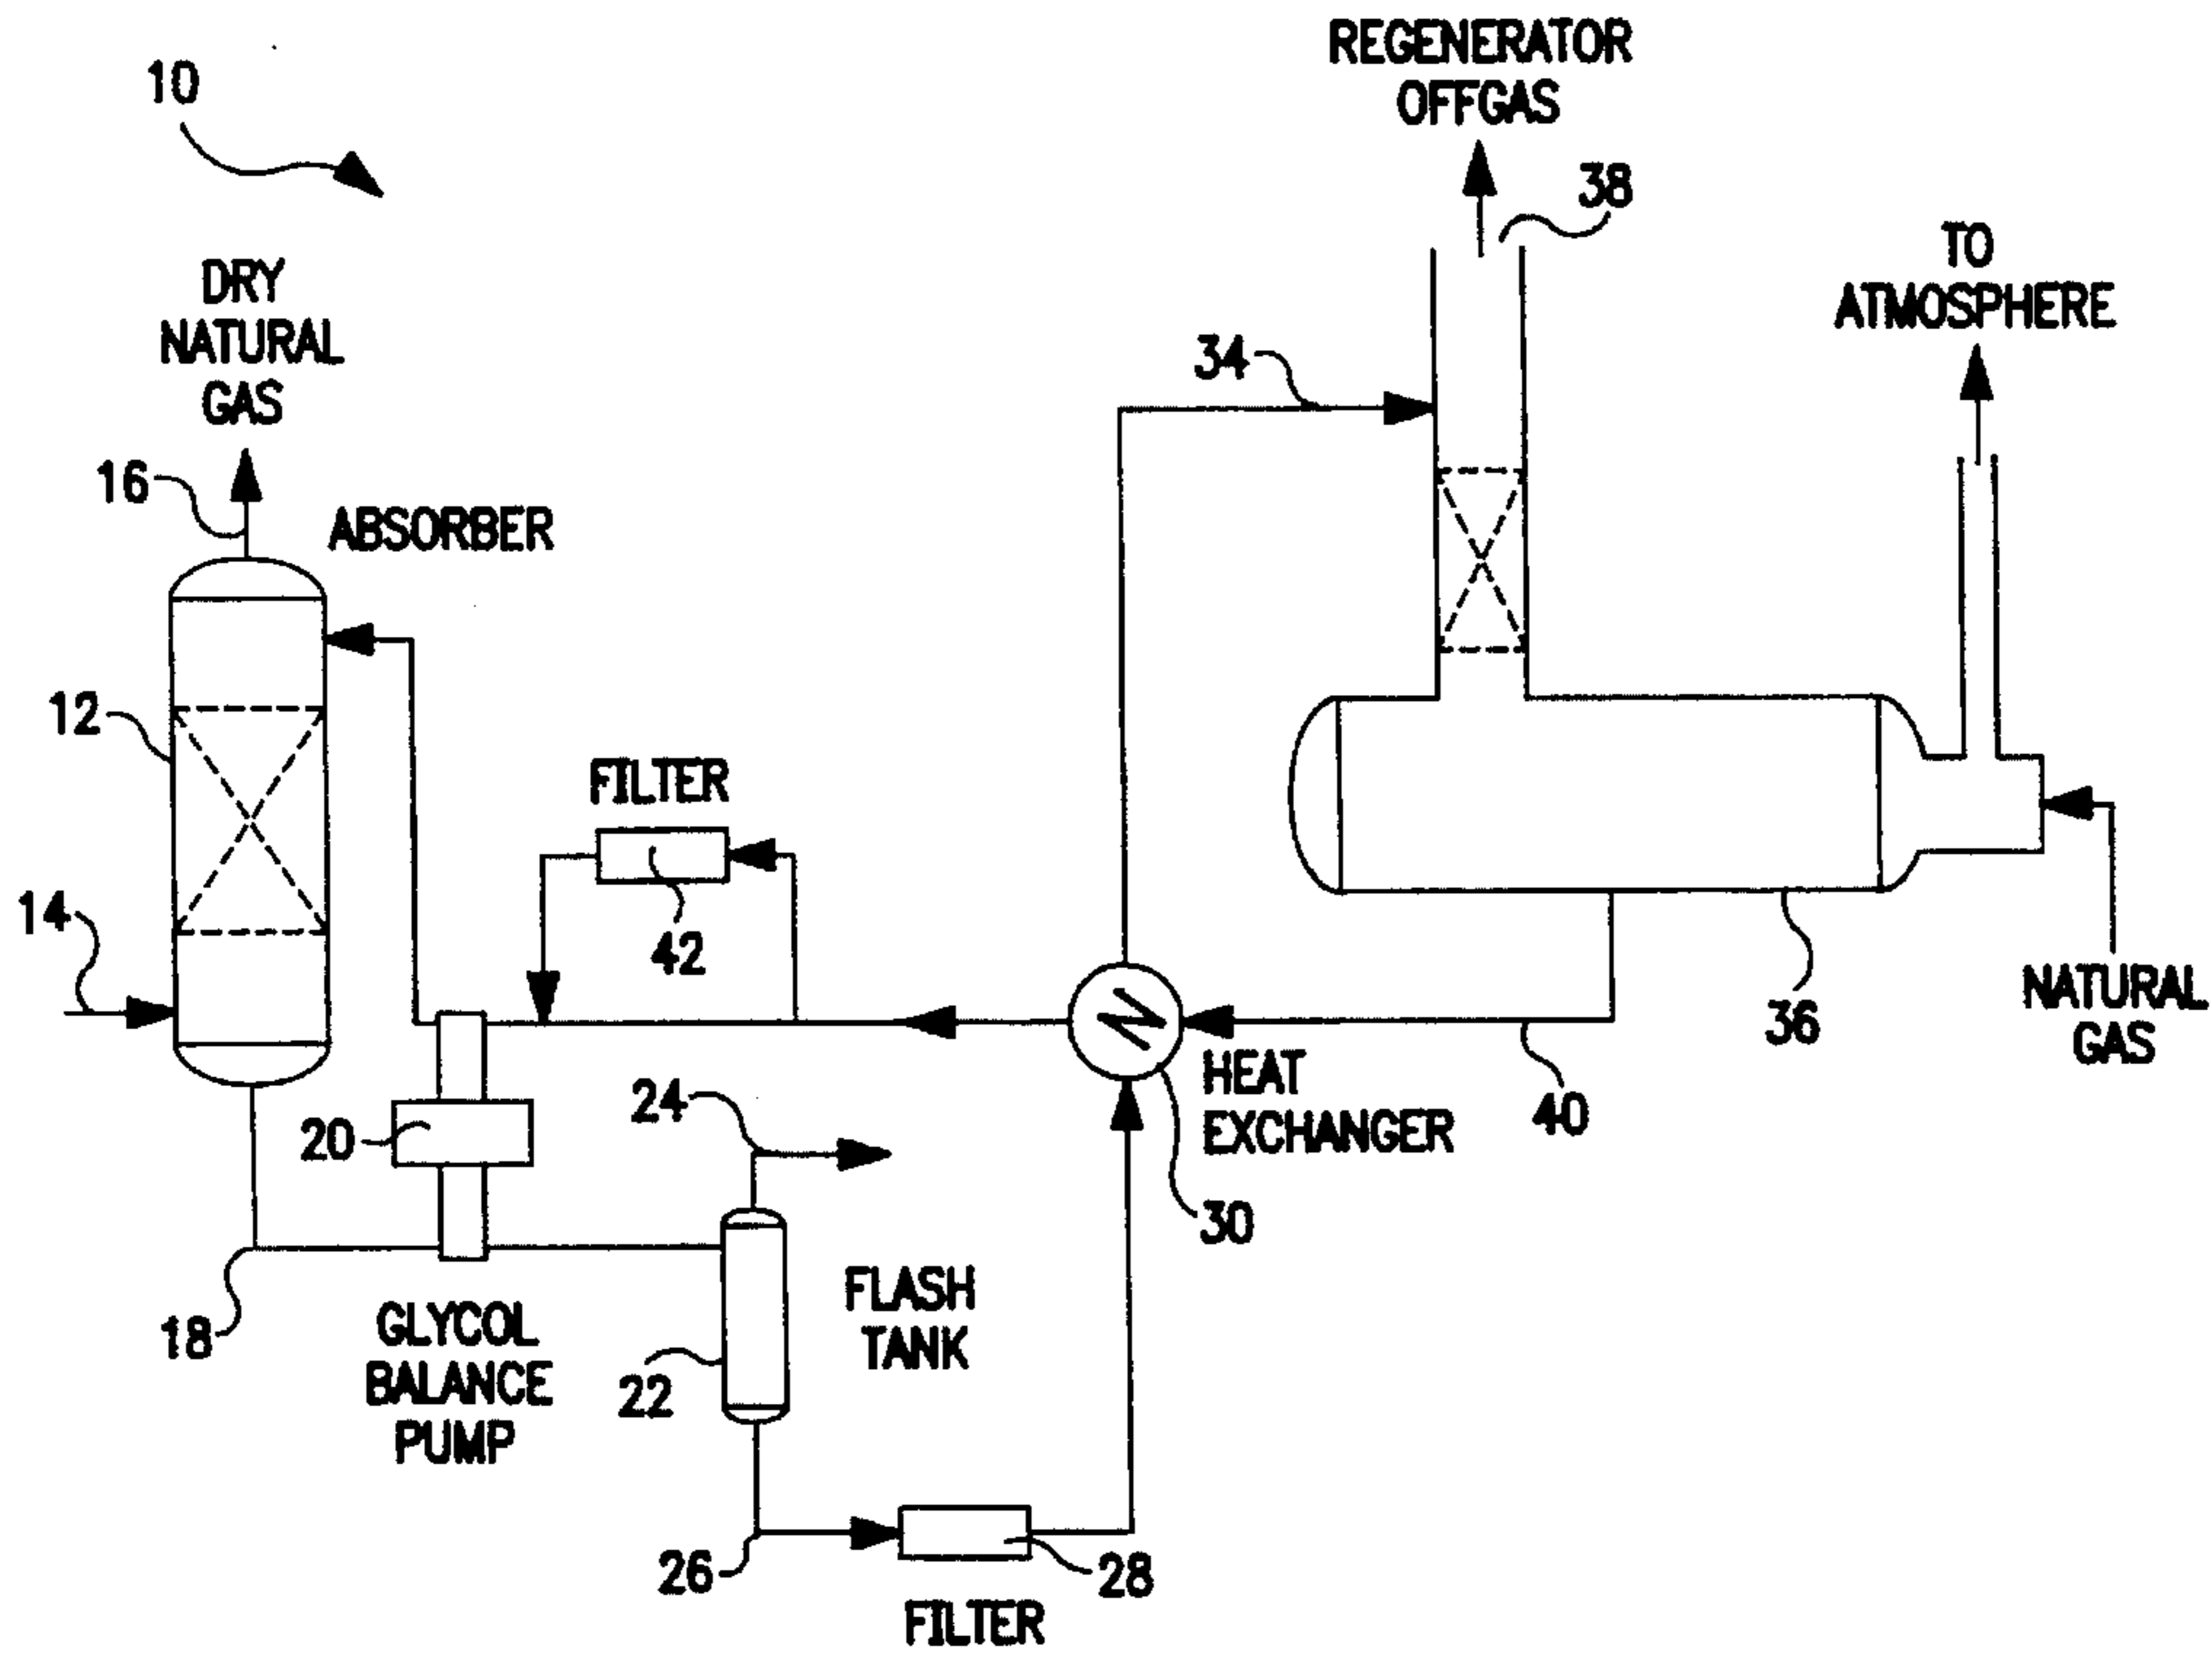 REGENERATOR
OFFGAS
10
38
TO
ATMOSPHERE
DRY
NATURAL
GAS
34
16
ABSORBER
12
FILTER
14
42
NATURAL
GAS
36
HEAT
EXCHANGER
40
24
20
30
FLASH
TANK
18
GLYCOL
BALANCE
PUMP
22
26
28
FILTER